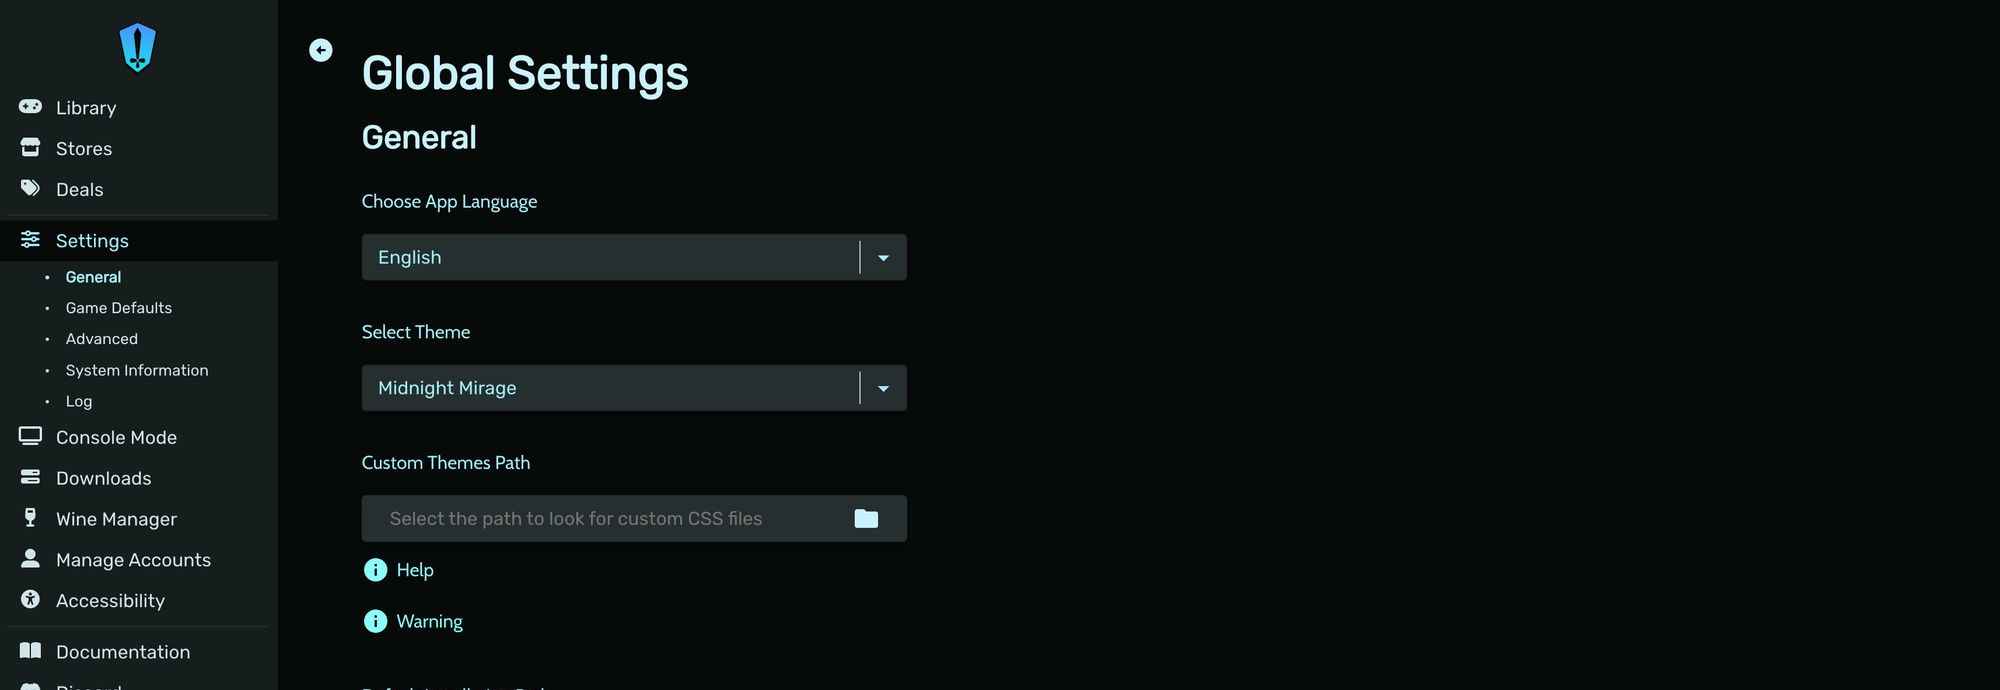 Library
Stores
Deals
Settings
General
Game Defaults
Advanced
System Information
Log
Console Mode
Downloads
Wine Manager
Manage Accounts
Accessibility
Documentation
Global Settings
General
Choose App Language
English
Select Theme
Midnight Mirage
Custom Themes Path
Select the path to look for custom CSS files
Help
Warning